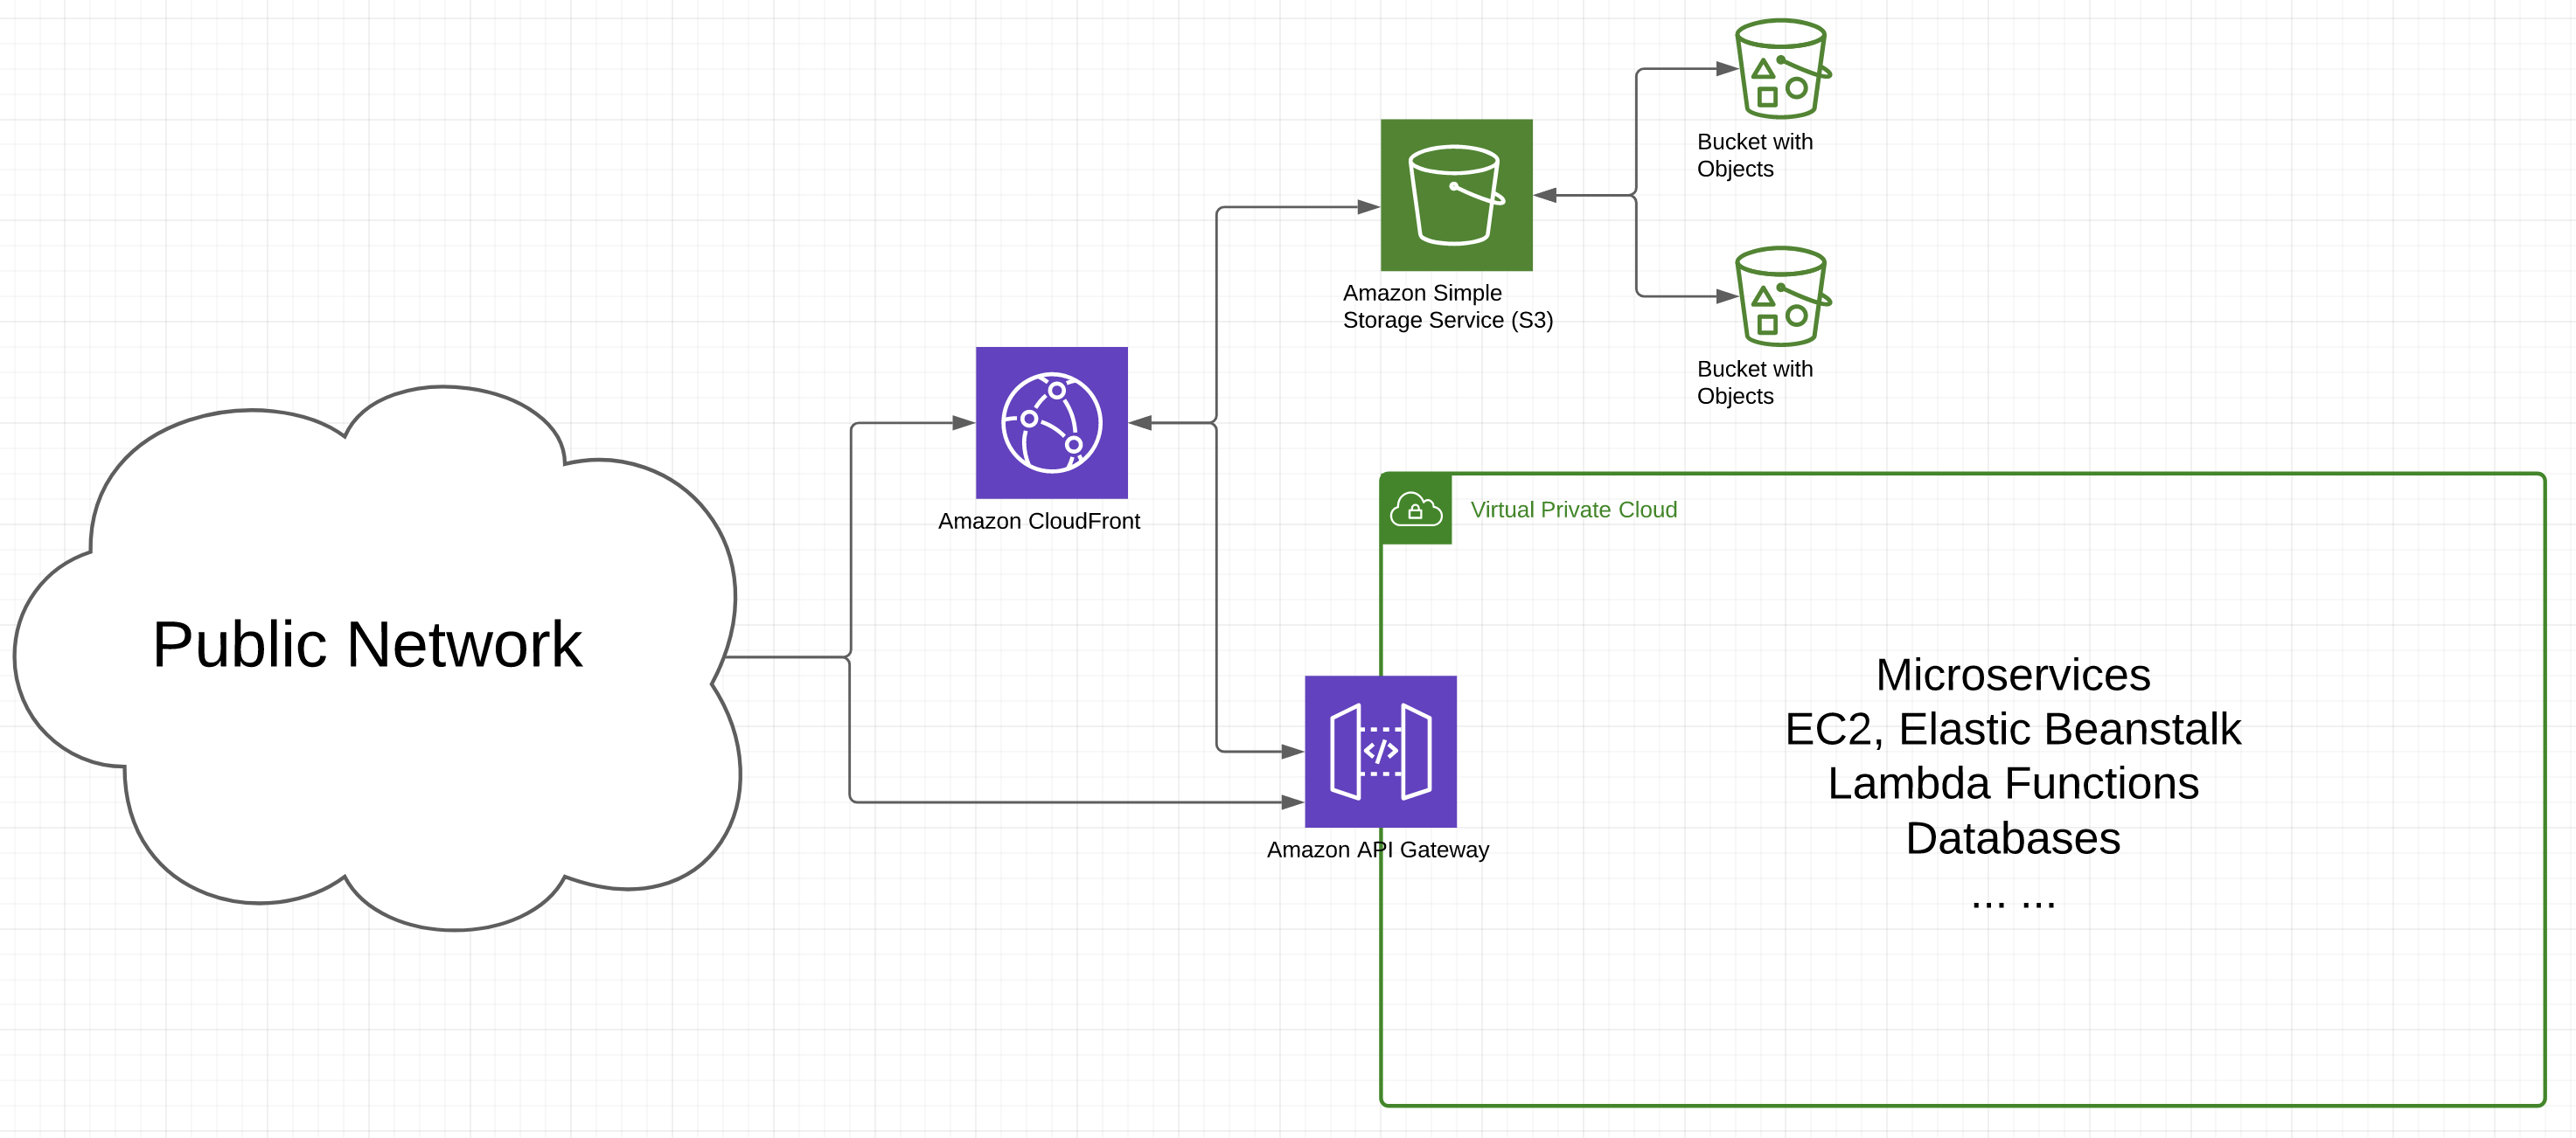 Bucket with
Objects
Amazon Simple
Storage Service (S3)
Bucket with
Objects
Amazon CloudFront
Virtual Private Cloud
Public Network
Microservices
EC2, Elastic Beanstalk
Lambda Functions
Databases
... ...
</>
Amazon API Gateway